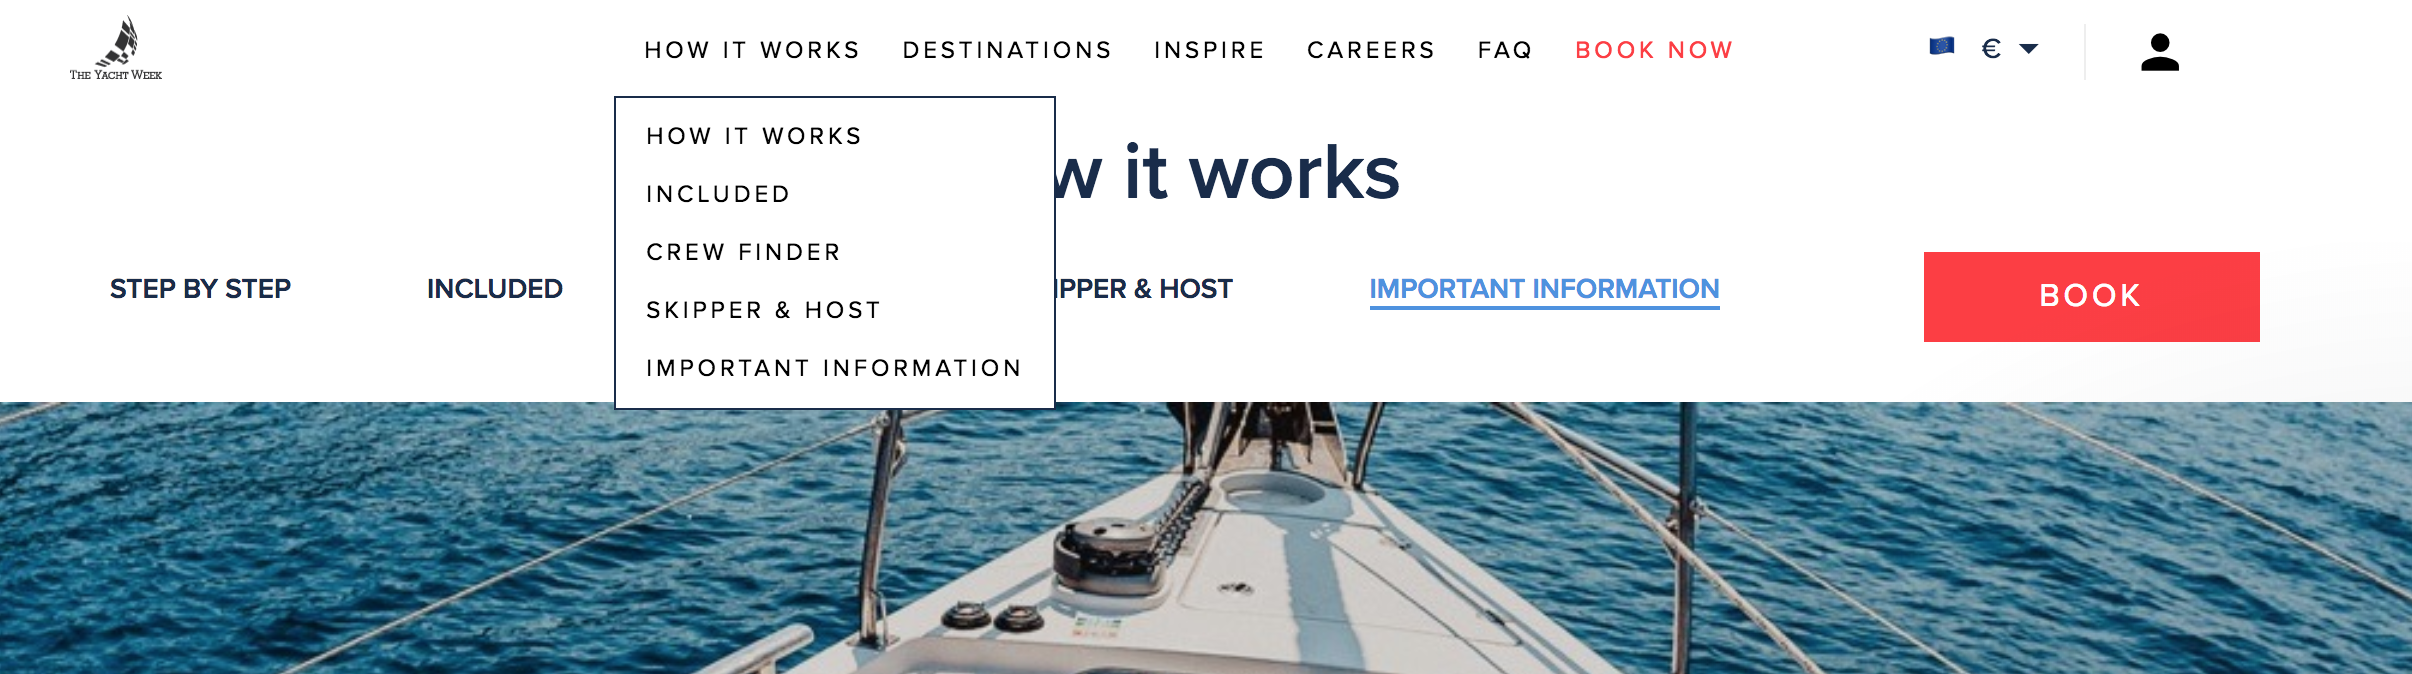 THE YACHT WEEK
HOW IT WORKS DESTINATIONS INSPIRE CAREERS FAQ BOOK NOW €
HOW IT WORKS
INCLUDED
CREW FINDER
SKIPPER & HOST
IMPORTANT INFORMATION
w it works
STEP BY STEP INCLUDED IPPER & HOST IMPORTANT INFORMATION BOOK